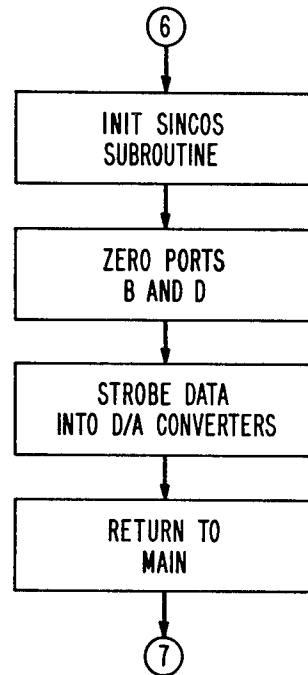 6
INIT SINCOS
SUBROUTINE
ZERO PORTS
B AND D
STROBE DATA
INTO D/A CONVERTERS
RETURN TO
MAIN
7